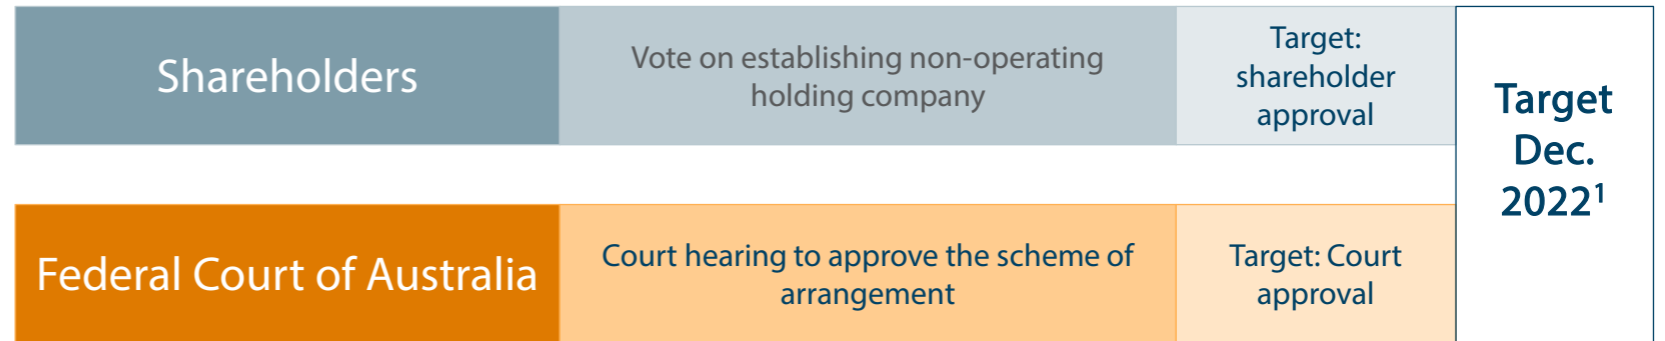 Shareholders
Vote on establishing non-operating
holding company
Target:
shareholder
approval
Target
Dec.
2022¹
Federal Court of Australia
Court hearing to approve the scheme of
arrangement
Target: Court
approval